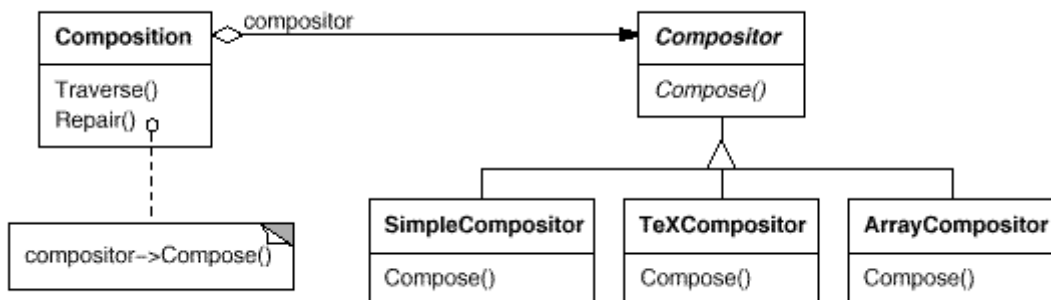 Composition
Traverse()
Repair()
compositor
Compositor
Compose()
compositor–>Compose()
SimpleCompositor
Compose()
TeXCompositor
Compose()
ArrayCompositor
Compose()